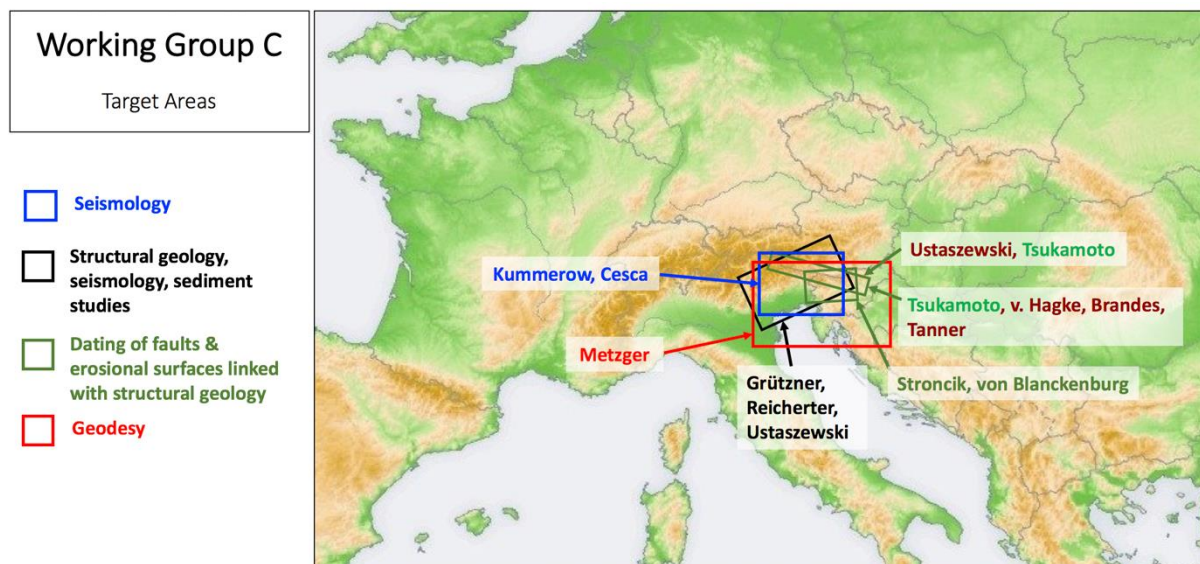 Working Group C
Target Areas
Seismology
Structural geology,
seismology, sediment
studies
Dating of faults &
erosional surfaces linked
with structural geology
Geodesy
Kummerow, Cesca
Metzger
Grützner,
Reicherter,
Ustaszewski
Ustaszewski, Tsukamoto
Tsukamoto, v. Hagke, Brandes,
Tanner
Stroncik, von Blanckenburg